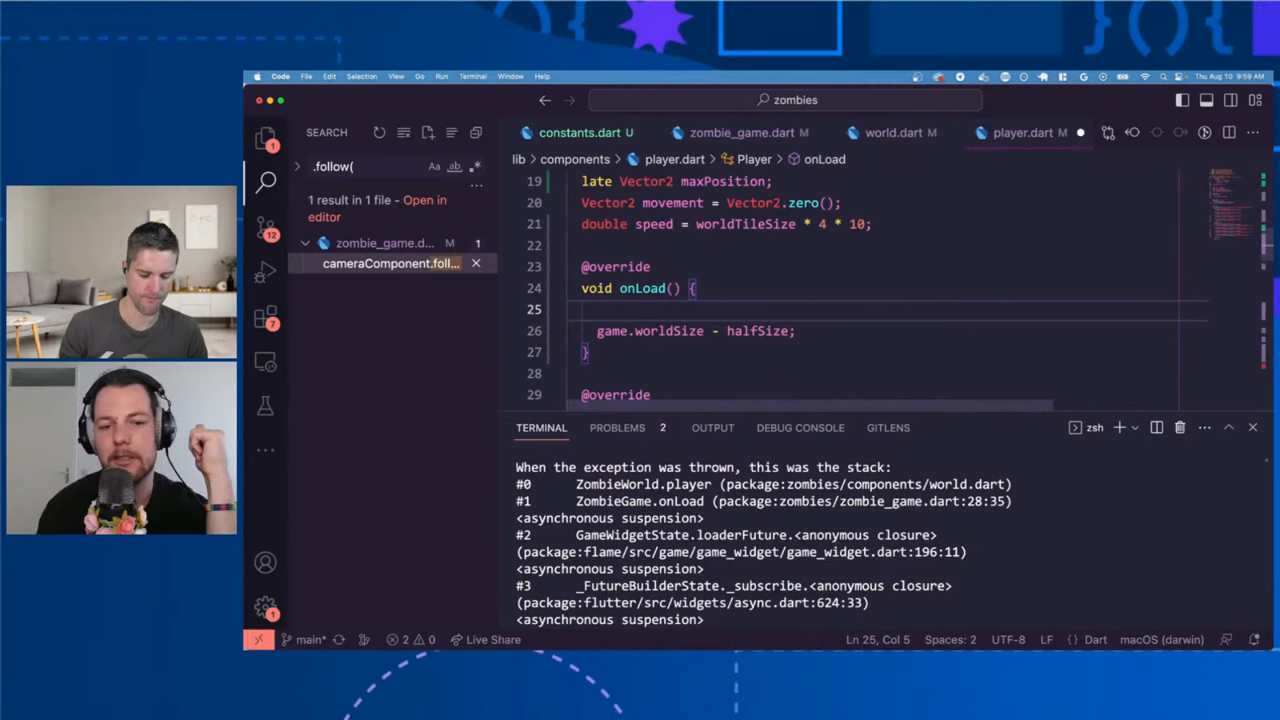 Code File Edit Selection View Go Run Terminal Window Help
Thu Aug 10 9:59 AM
zombies
SEARCH
constants.dart U
zombie_game.dart M
world.dart M
player.dart M
.follow(
Aa ab
lib > components > player.dart > Player > onLoad
1 result in 1 file - Open in
editor
zombie_game.d... M 1
cameraComponent.foll...
19 late Vector2 maxPosition;
20 Vector2 movement = Vector2.zero();
21 double speed = worldTileSize * 4 * 10;
22
23 @override
24 void onLoad() {
25
26 game.worldSize - halfSize;
27 }
28
29 @override
1
12
7
1
TERMINAL PROBLEMS 2 OUTPUT DEBUG CONSOLE GITLENS
zsh
When the exception was thrown, this was the stack:
#0 ZombieWorld.player (package:zombies/components/world.dart)
#1 ZombieGame.onLoad (package:zombies/zombie_game.dart:28:35)
<asynchronous suspension>
#2 GameWidgetState.loaderFuture.<anonymous closure>
(package:flame/src/game/game_widget/game_widget.dart:196:11)
<asynchronous suspension>
#3 _FutureBuilderState._subscribe.<anonymous closure>
(package:flutter/src/widgets/async.dart:624:33)
<asynchronous suspension>
main* 2 0 Live Share Ln 25, Col 5 Spaces: 2 UTF-8 LF {} Dart macOS (darwin)